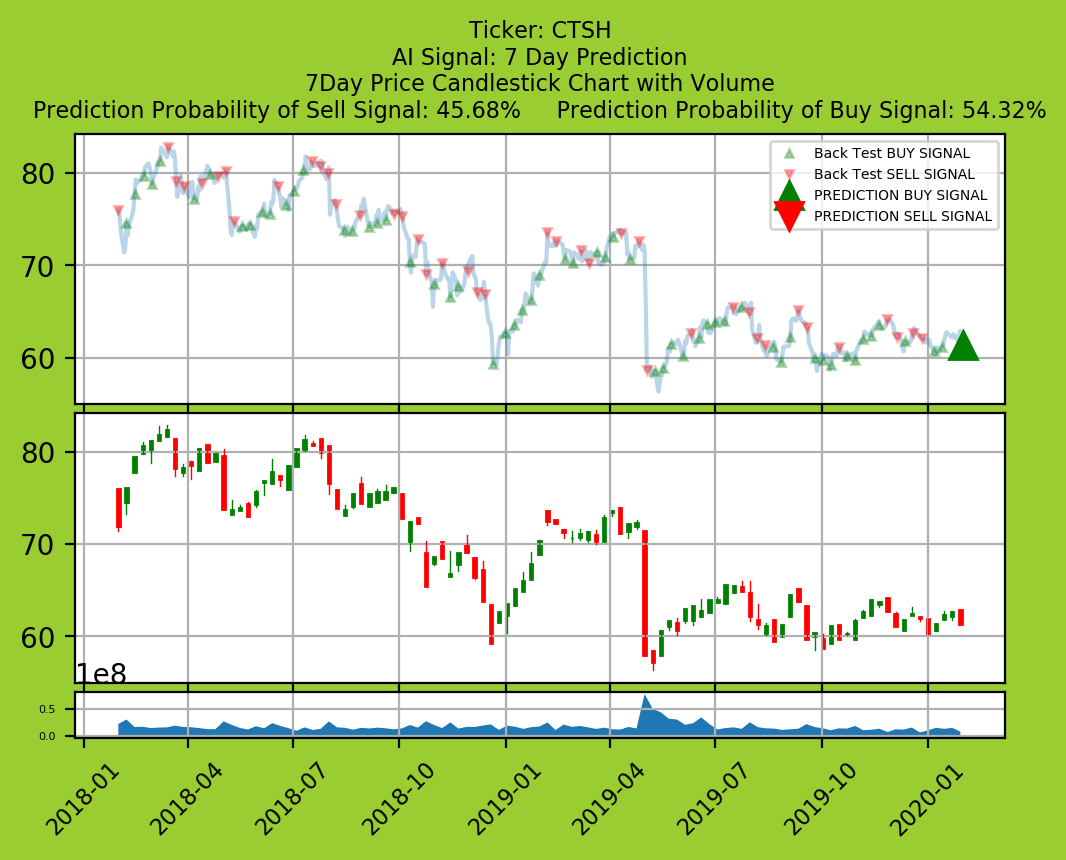 Ticker: CTSH
AI Signal: 7 Day Prediction
7Day Price Candlestick Chart with Volume
Prediction Probability of Sell Signal: 45.68%     Prediction Probability of Buy Signal: 54.32%
Back Test BUY SIGNAL
Back Test SELL SIGNAL
PREDICTION BUY SIGNAL
PREDICTION SELL SIGNAL
80
70
60
80
70
60
1e8
0.5
0.0
2018-01 2018-04 2018-07 2018-10 2019-01 2019-04 2019-07 2019-10 2020-01